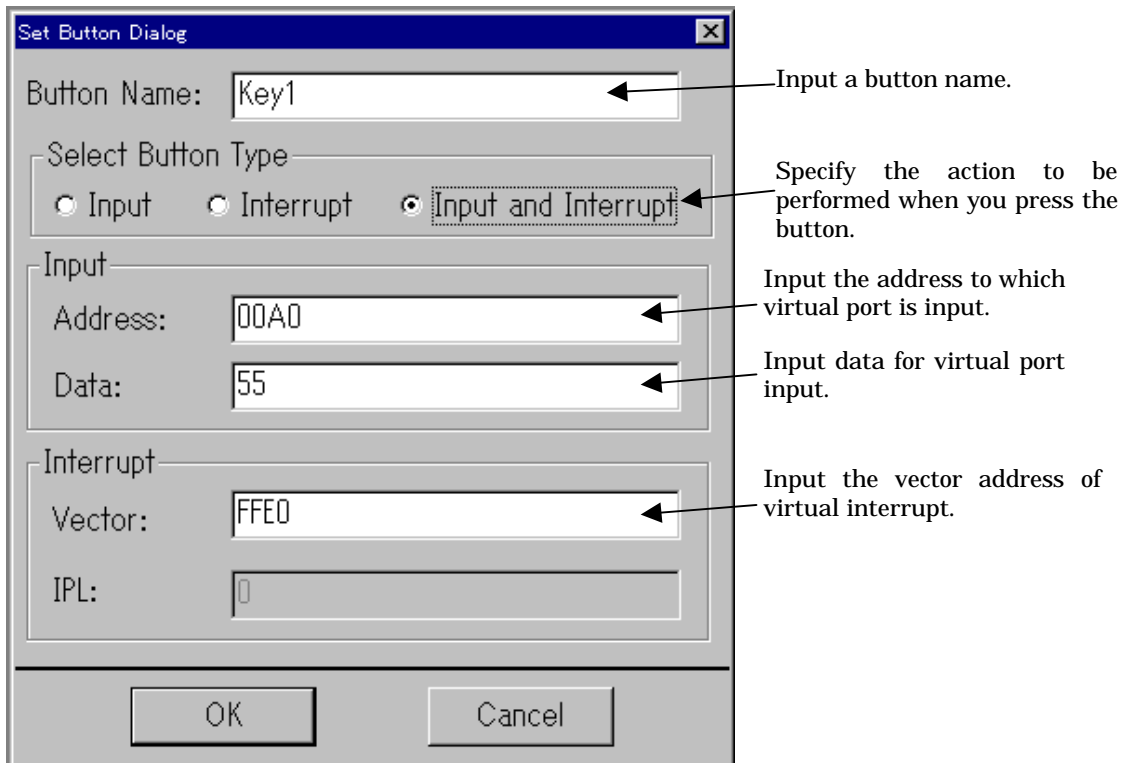 Set Button Dialog
Button Name: Key1
Input a button name.
Select Button Type
Input Interrupt Input and Interrupt
Specify the action to be
performed when you press the
button.
Input
Address: 00A0
Input the address to which
virtual port is input.
Data: 55
Input data for virtual port
input.
Interrupt
Vector: FFE0
Input the vector address of
virtual interrupt.
IPL: 0
OK Cancel